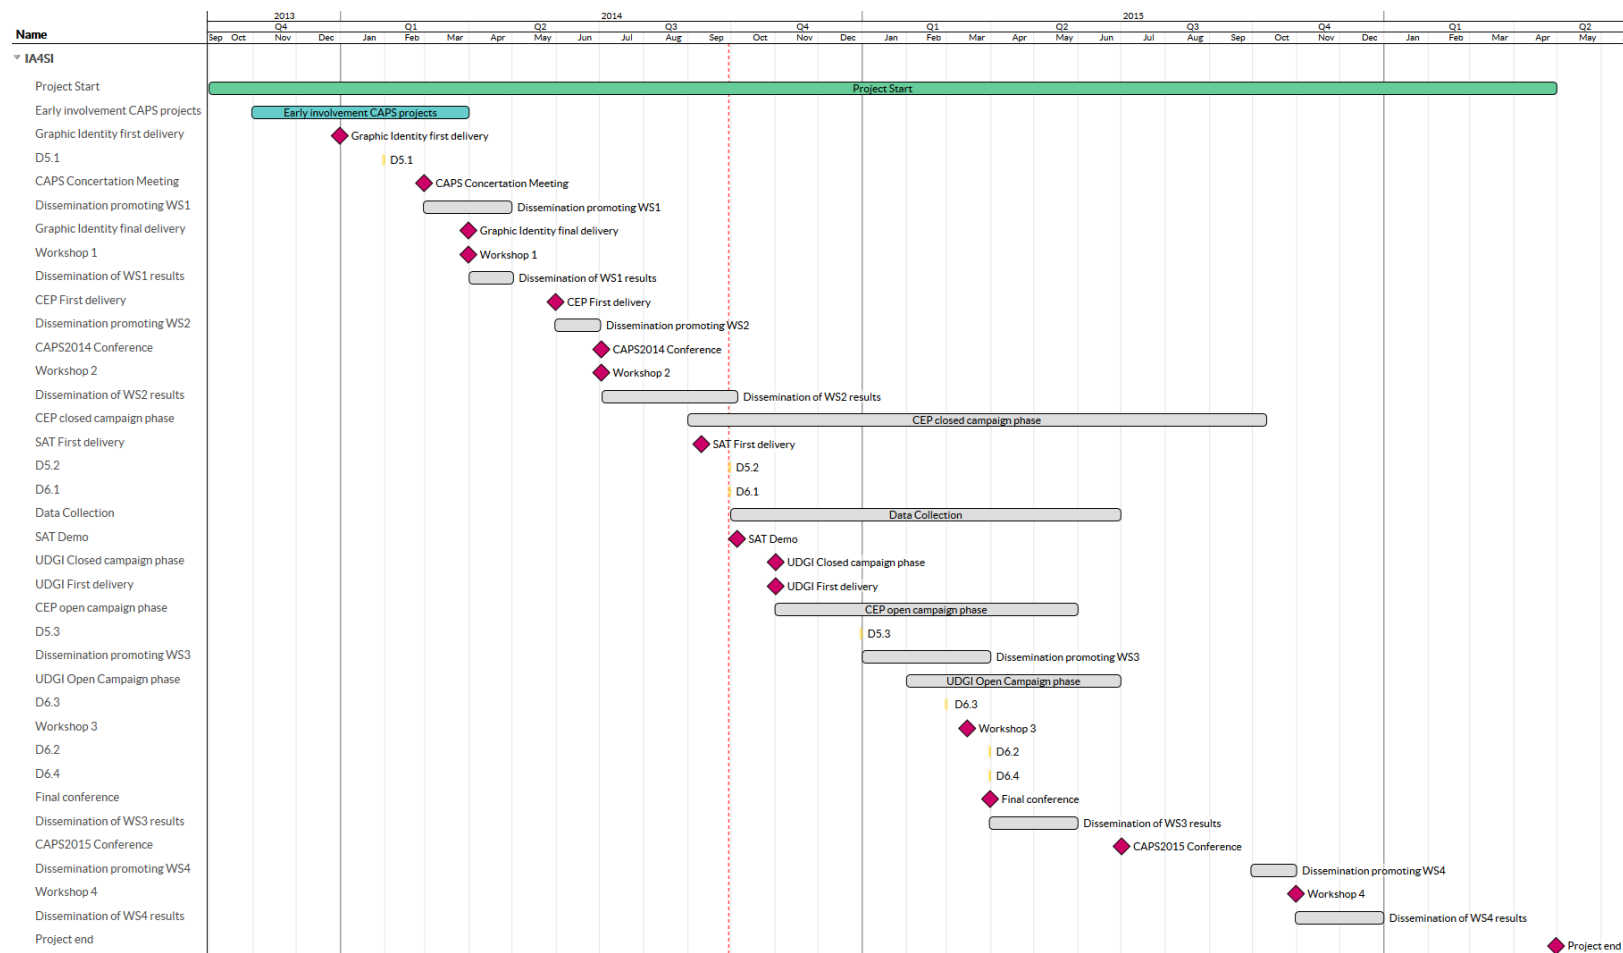 2013 2014 2015
Q4 Q1 Q2 Q3 Q4 Q1 Q2 Q3 Q4 Q1 Q2
Name Sep Oct Nov Dec Jan Feb Mar Apr May Jun Jul Aug Sep Oct Nov Dec Jan Feb Mar Apr May Jun Jul Aug Sep Oct Nov Dec Jan Feb Mar Apr May
IA4SI
Project Start Project Start
Early involvement CAPS projects Early involvement CAPS projects
Graphic Identity first delivery Graphic Identity first delivery
D5.1 D5.1
CAPS Concertation Meeting CAPS Concertation Meeting
Dissemination promoting WS1 Dissemination promoting WS1
Graphic Identity final delivery Graphic Identity final delivery
Workshop 1 Workshop 1
Dissemination of WS1 results Dissemination of WS1 results
CEP First delivery CEP First delivery
Dissemination promoting WS2 Dissemination promoting WS2
CAPS2014 Conference CAPS2014 Conference
Workshop 2 Workshop 2
Dissemination of WS2 results Dissemination of WS2 results
CEP closed campaign phase CEP closed campaign phase
SAT First delivery SAT First delivery
D5.2 D5.2
D6.1 D6.1
Data Collection Data Collection
SAT Demo SAT Demo
UDGI Closed campaign phase UDGI Closed campaign phase
UDGI First delivery UDGI First delivery
CEP open campaign phase CEP open campaign phase
D5.3 D5.3
Dissemination promoting WS3 Dissemination promoting WS3
UDGI Open Campaign phase UDGI Open Campaign phase
D6.3 D6.3
Workshop 3 Workshop 3
D6.2 D6.2
D6.4 D6.4
Final conference Final conference
Dissemination of WS3 results Dissemination of WS3 results
CAPS2015 Conference CAPS2015 Conference
Dissemination promoting WS4 Dissemination promoting WS4
Workshop 4 Workshop 4
Dissemination of WS4 results Dissemination of WS4 results
Project end Project end